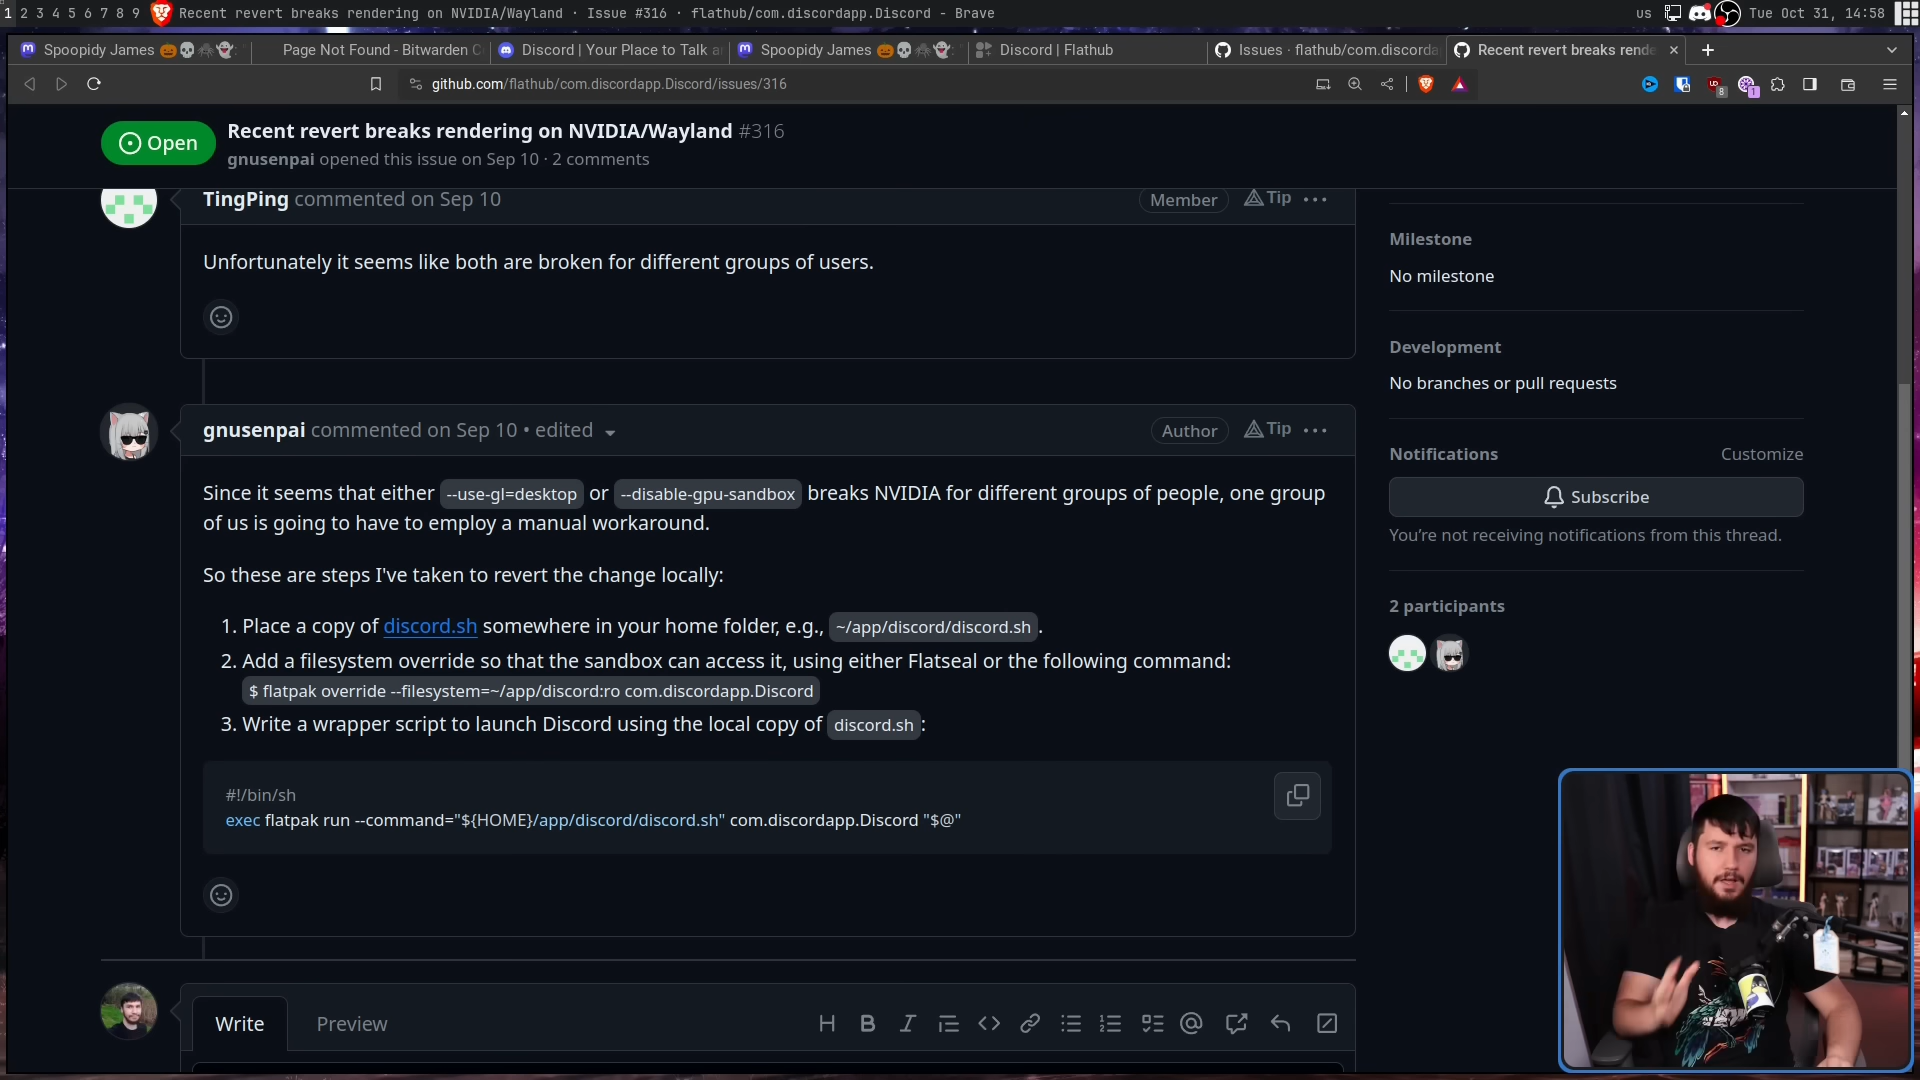 1 2 3 4 5 6 7 8 9 Recent revert breaks rendering on NVIDIA/Wayland · Issue #316 · flathub/com.discordapp.Discord - Brave us Tue Oct 31, 14:58
Spoopidy James 🎃💀🕷👻 Page Not Found - Bitwarden C Discord | Your Place to Talk a Spoopidy James 🎃💀🕷👻 Discord | Flathub Issues · flathub/com.discorda Recent revert breaks rende
github.com/flathub/com.discordapp.Discord/issues/316 8 1
Open
Recent revert breaks rendering on NVIDIA/Wayland #316
gnusenpai opened this issue on Sep 10 · 2 comments
TingPing commented on Sep 10 Member Tip
Unfortunately it seems like both are broken for different groups of users.
gnusenpai commented on Sep 10 • edited Author Tip
Since it seems that either --use-gl=desktop or --disable-gpu-sandbox breaks NVIDIA for different groups of people, one group
of us is going to have to employ a manual workaround.
So these are steps I've taken to revert the change locally:
1. Place a copy of discord.sh somewhere in your home folder, e.g., ~/app/discord/discord.sh .
2. Add a filesystem override so that the sandbox can access it, using either Flatseal or the following command:
$ flatpak override --filesystem=~/app/discord:ro com.discordapp.Discord
3. Write a wrapper script to launch Discord using the local copy of discord.sh :
#!/bin/sh
exec flatpak run --command="${HOME}/app/discord/discord.sh" com.discordapp.Discord "$@"
Write Preview
Milestone
No milestone
Development
No branches or pull requests
Notifications Customize
Subscribe
You're not receiving notifications from this thread.
2 participants